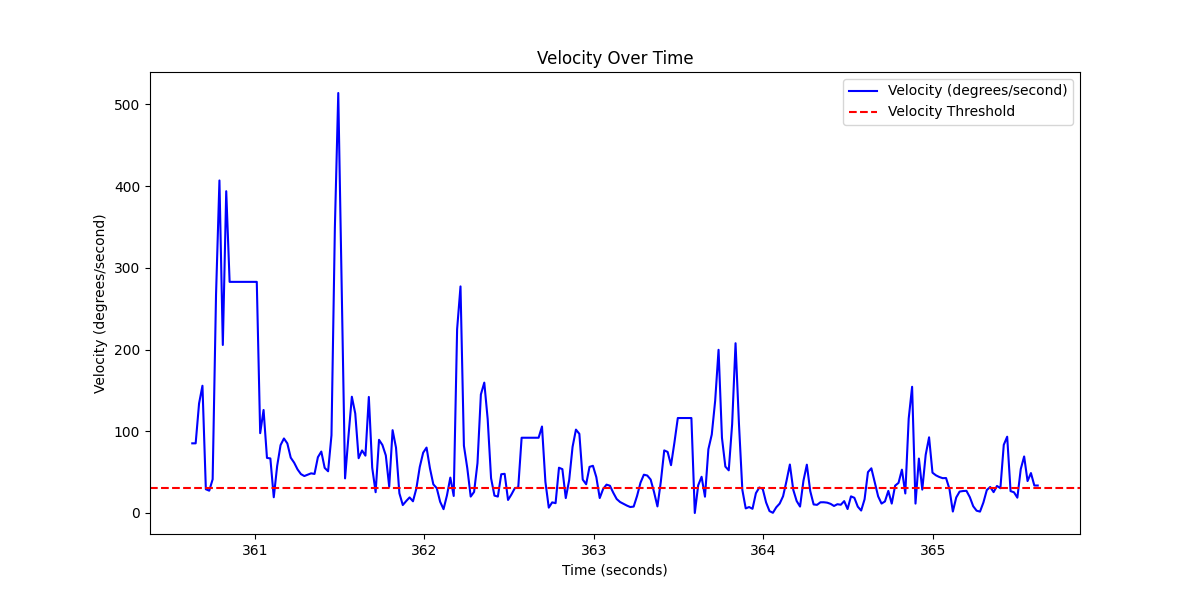 Velocity Over Time
Velocity (degrees/second)
Velocity Threshold
500
400
300
200
100
0
Velocity (degrees/second)
361
362
363
364
365
Time (seconds)